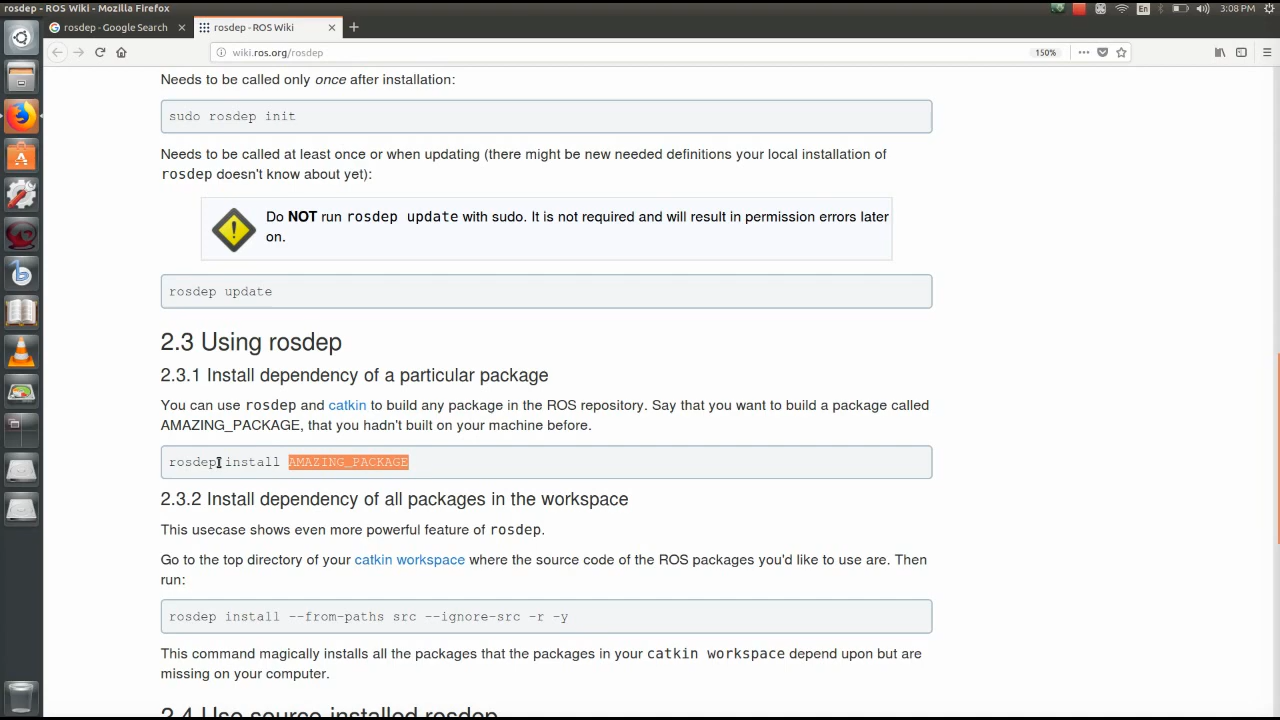 rosdep - ROS Wiki - Mozilla Firefox
En
3:08 PM
rosdep - Google Search
rosdep - ROS Wiki
wiki.ros.org/rosdep
150%
Needs to be called only once after installation:
sudo rosdep init
Needs to be called at least once or when updating (there might be new needed definitions your local installation of
rosdep doesn't know about yet):
Do NOT run rosdep update with sudo. It is not required and will result in permission errors later
on.
rosdep update
2.3 Using rosdep
2.3.1 Install dependency of a particular package
You can use rosdep and catkin to build any package in the ROS repository. Say that you want to build a package called
AMAZING_PACKAGE, that you hadn't built on your machine before.
rosdep install AMAZING_PACKAGE
2.3.2 Install dependency of all packages in the workspace
This usecase shows even more powerful feature of rosdep.
Go to the top directory of your catkin workspace where the source code of the ROS packages you'd like to use are. Then
run:
rosdep install --from-paths src --ignore-src -r -y
This command magically installs all the packages that the packages in your catkin workspace depend upon but are
missing on your computer.
2.4 Use source installed rosdep